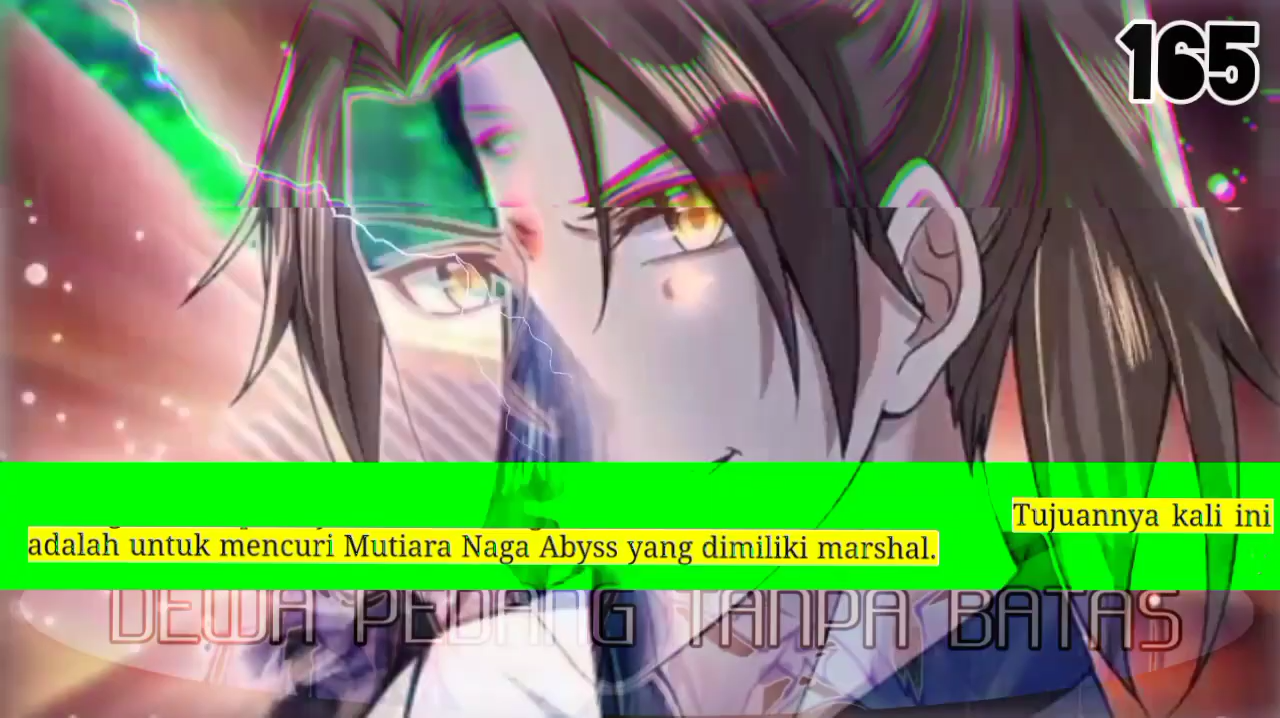 165
Tujuannya kali ini
adalah untuk mencuri Mutiara Naga Abyss yang dimiliki marshal.
DEWA PEDANG TANPA BATAS